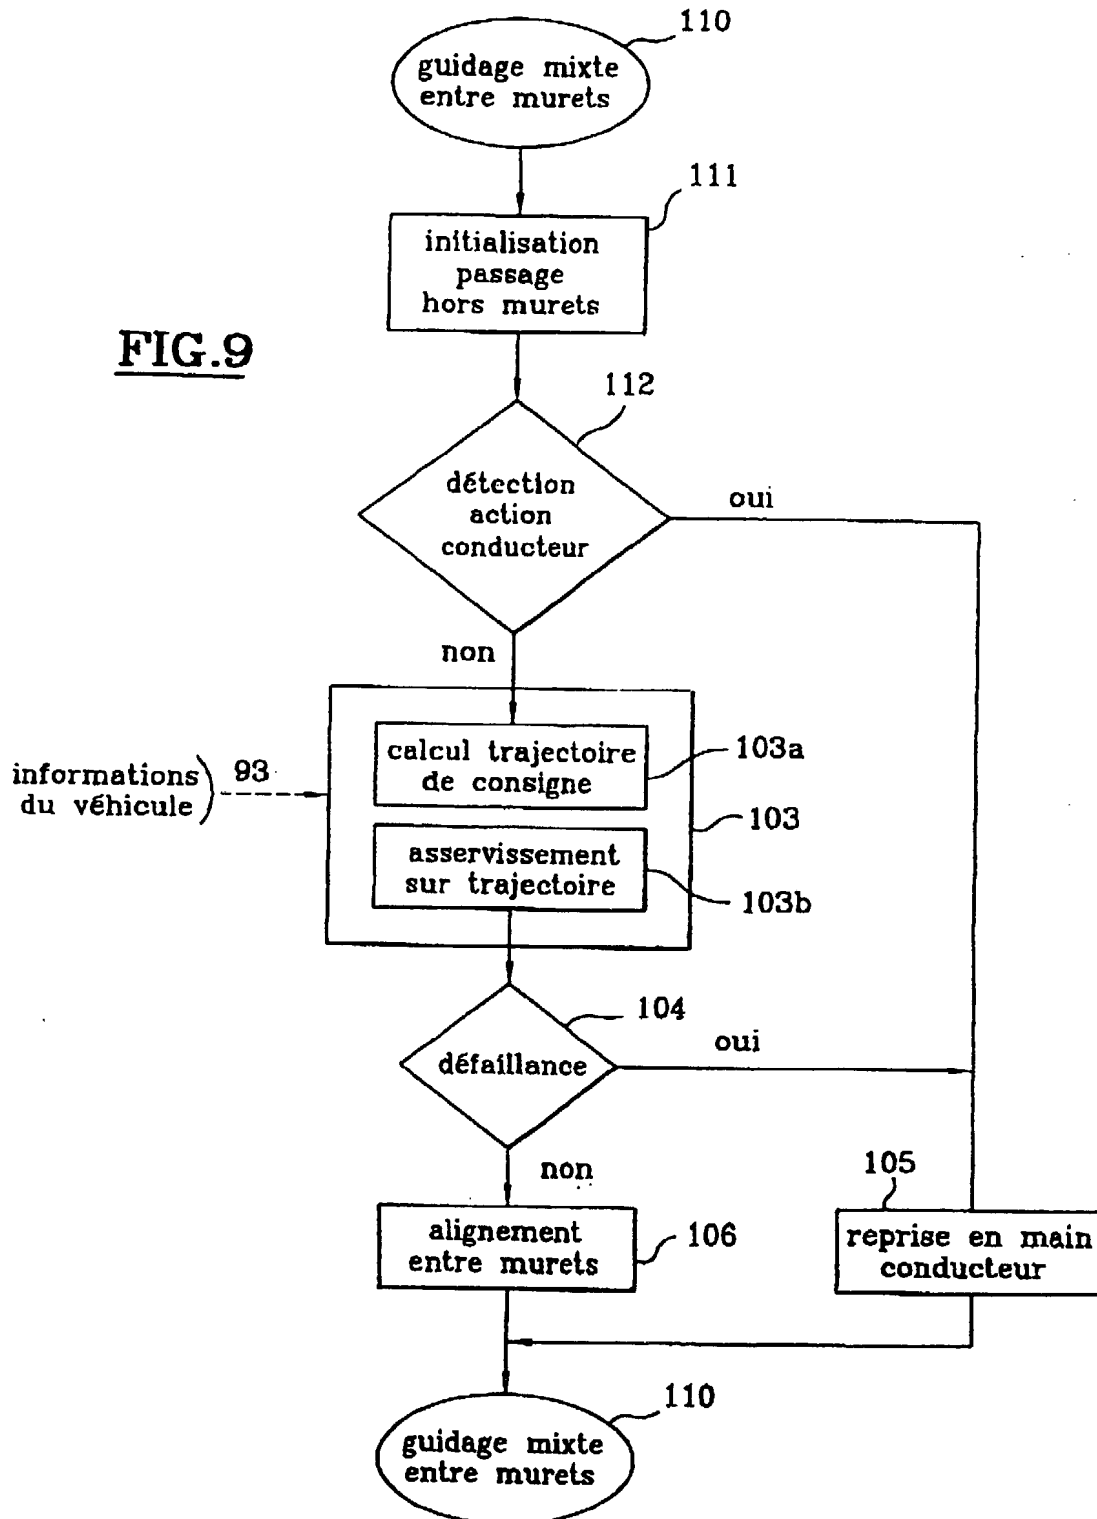 110
guidage mixte
entre murets
111
initialisation
passage
hors murets
FIG.9
112
détection
action
conducteur
oui
non
informations
du véhicule
93
calcul trajectoire
de consigne
103a
103
asservissement
sur trajectoire
103b
104
défaillance
oui
non
105
alignement
entre murets
106
reprise en main
conducteur
110
guidage mixte
entre murets